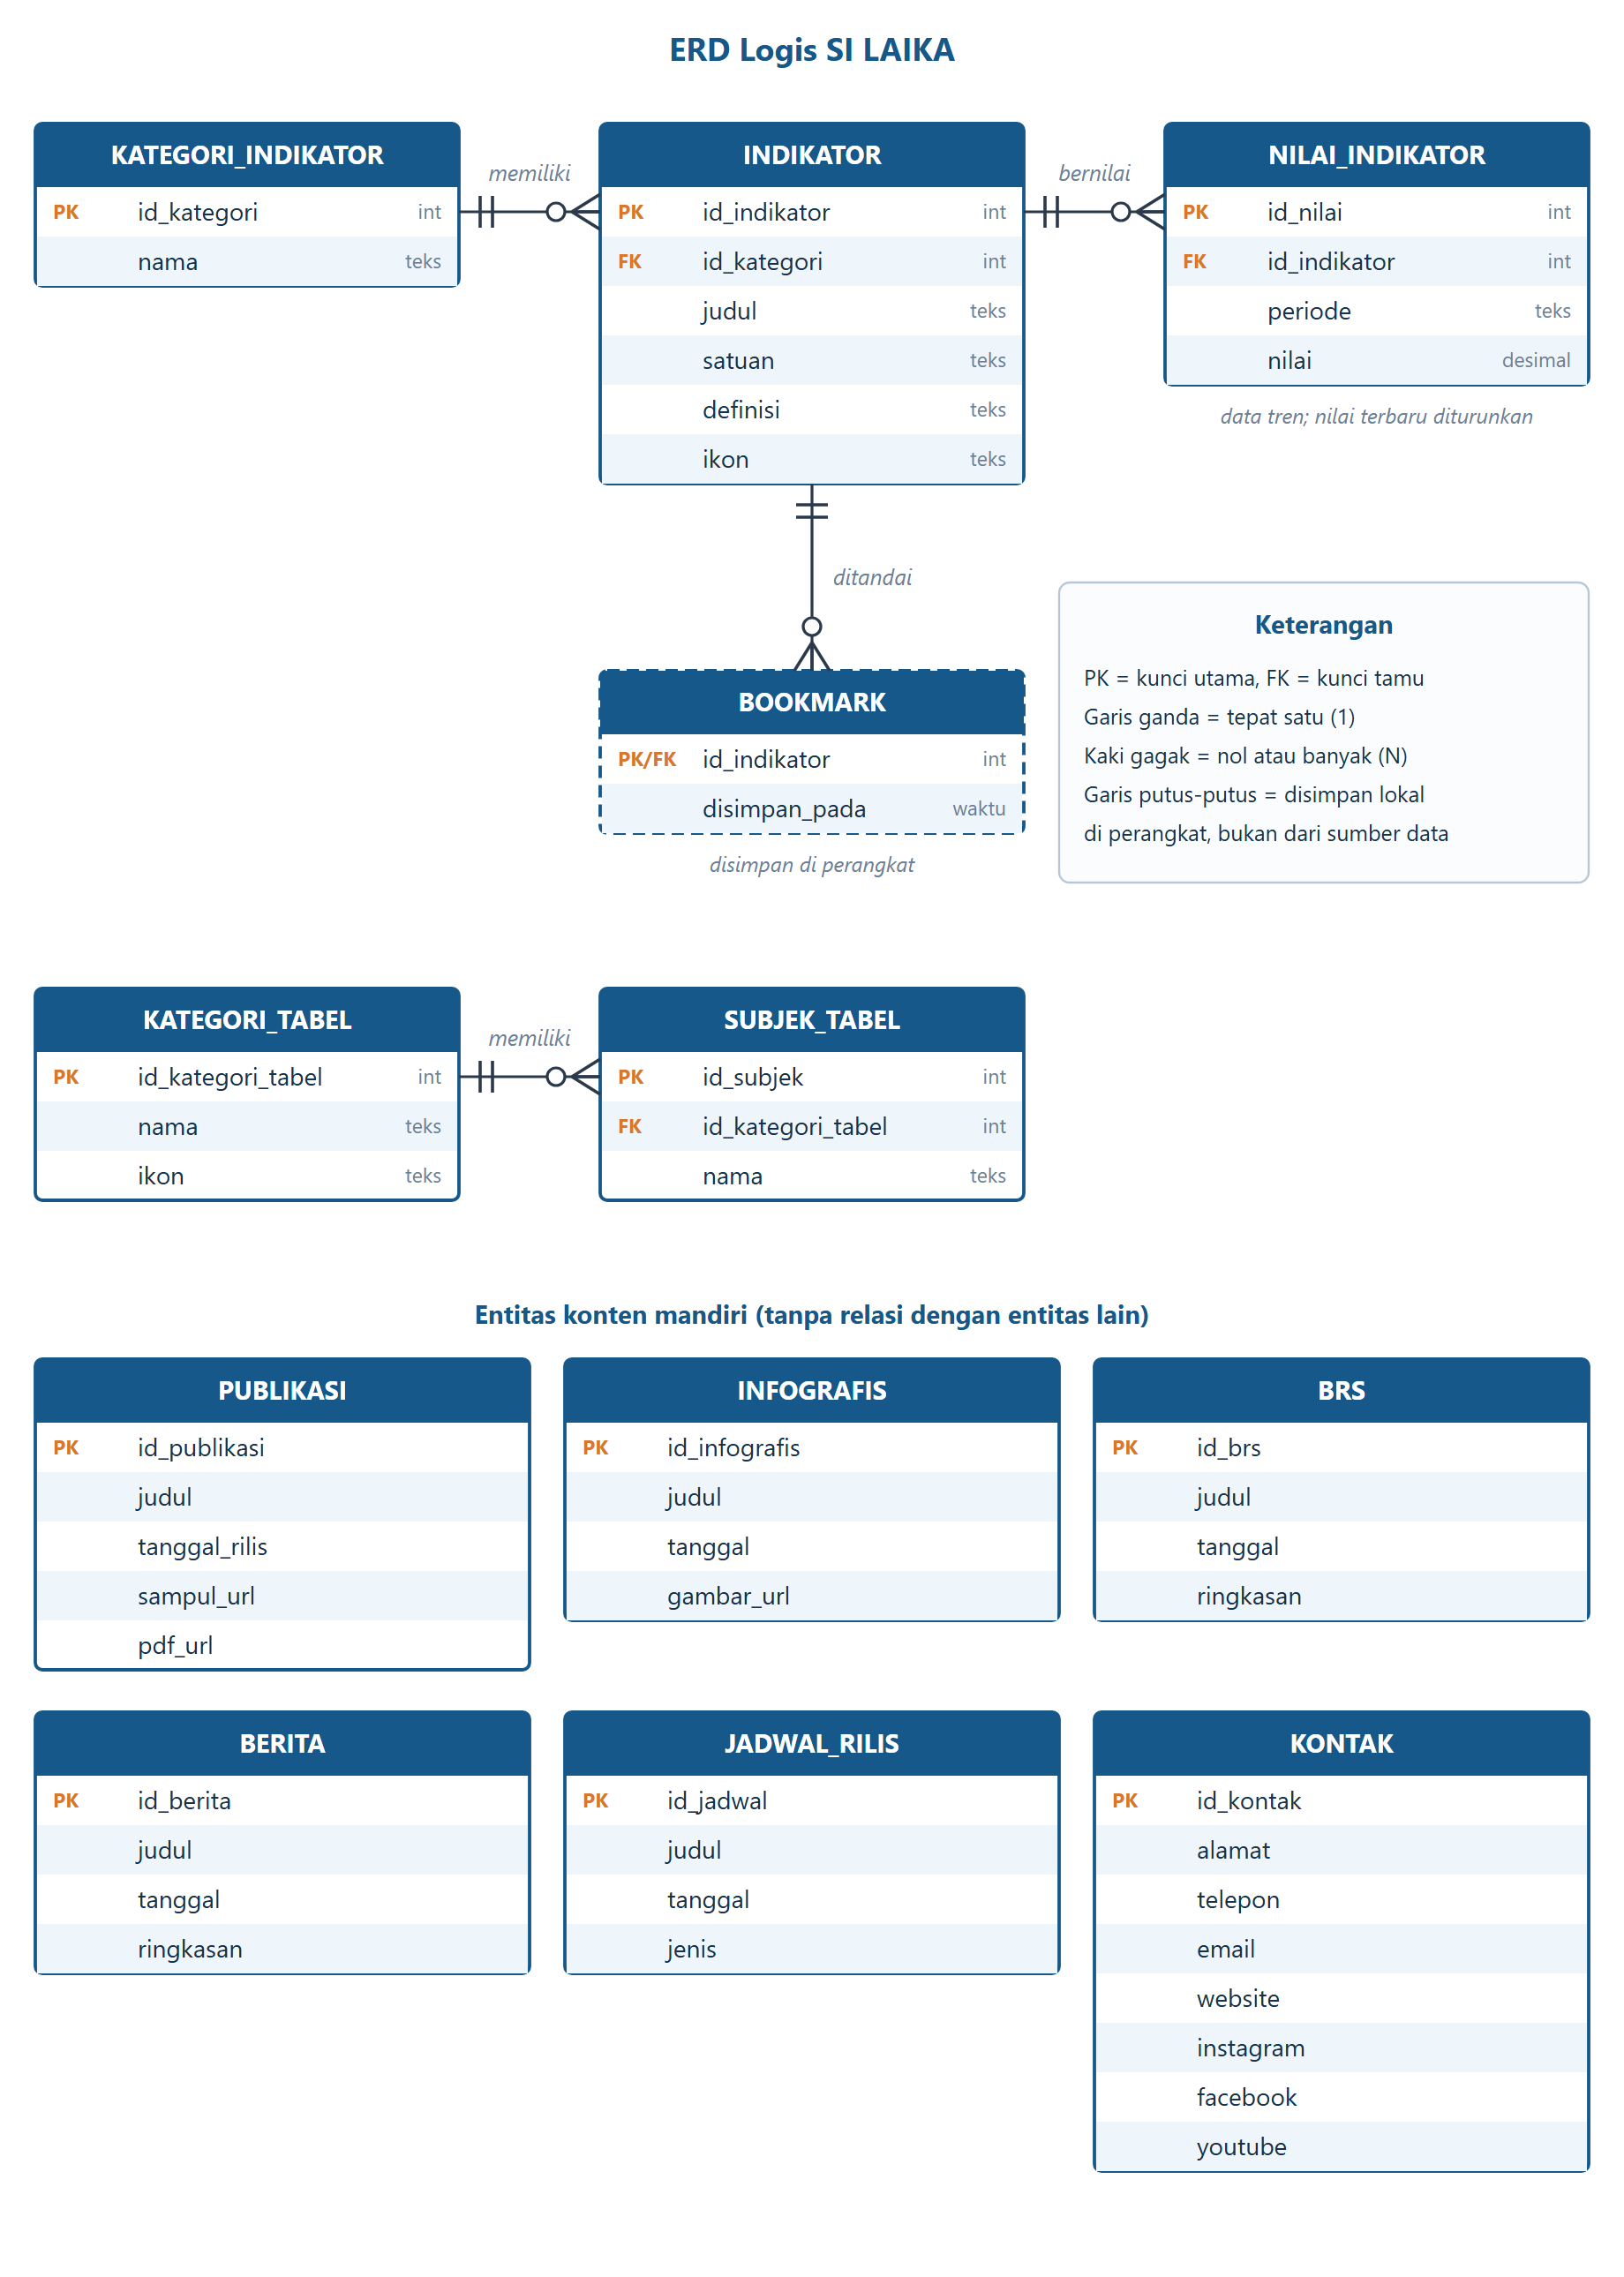 ERD Logis SI LAIKA
KATEGORI_INDIKATOR
PK id_kategori int
nama teks
memiliki
INDIKATOR
PK id_indikator int
FK id_kategori int
judul teks
satuan teks
definisi teks
ikon teks
bernilai
NILAI_INDIKATOR
PK id_nilai int
FK id_indikator int
periode teks
nilai desimal
data tren; nilai terbaru diturunkan
ditandai
BOOKMARK
PK/FK id_indikator int
disimpan_pada waktu
disimpan di perangkat
Keterangan
PK = kunci utama, FK = kunci tamu
Garis ganda = tepat satu (1)
Kaki gagak = nol atau banyak (N)
Garis putus-putus = disimpan lokal
di perangkat, bukan dari sumber data
KATEGORI_TABEL
PK id_kategori_tabel int
nama teks
ikon teks
memiliki
SUBJEK_TABEL
PK id_subjek int
FK id_kategori_tabel int
nama teks
Entitas konten mandiri (tanpa relasi dengan entitas lain)
PUBLIKASI
PK id_publikasi
judul
tanggal_rilis
sampul_url
pdf_url
INFOGRAFIS
PK id_infografis
judul
tanggal
gambar_url
BRS
PK id_brs
judul
tanggal
ringkasan
BERITA
PK id_berita
judul
tanggal
ringkasan
JADWAL_RILIS
PK id_jadwal
judul
tanggal
jenis
KONTAK
PK id_kontak
alamat
telepon
email
website
instagram
facebook
youtube